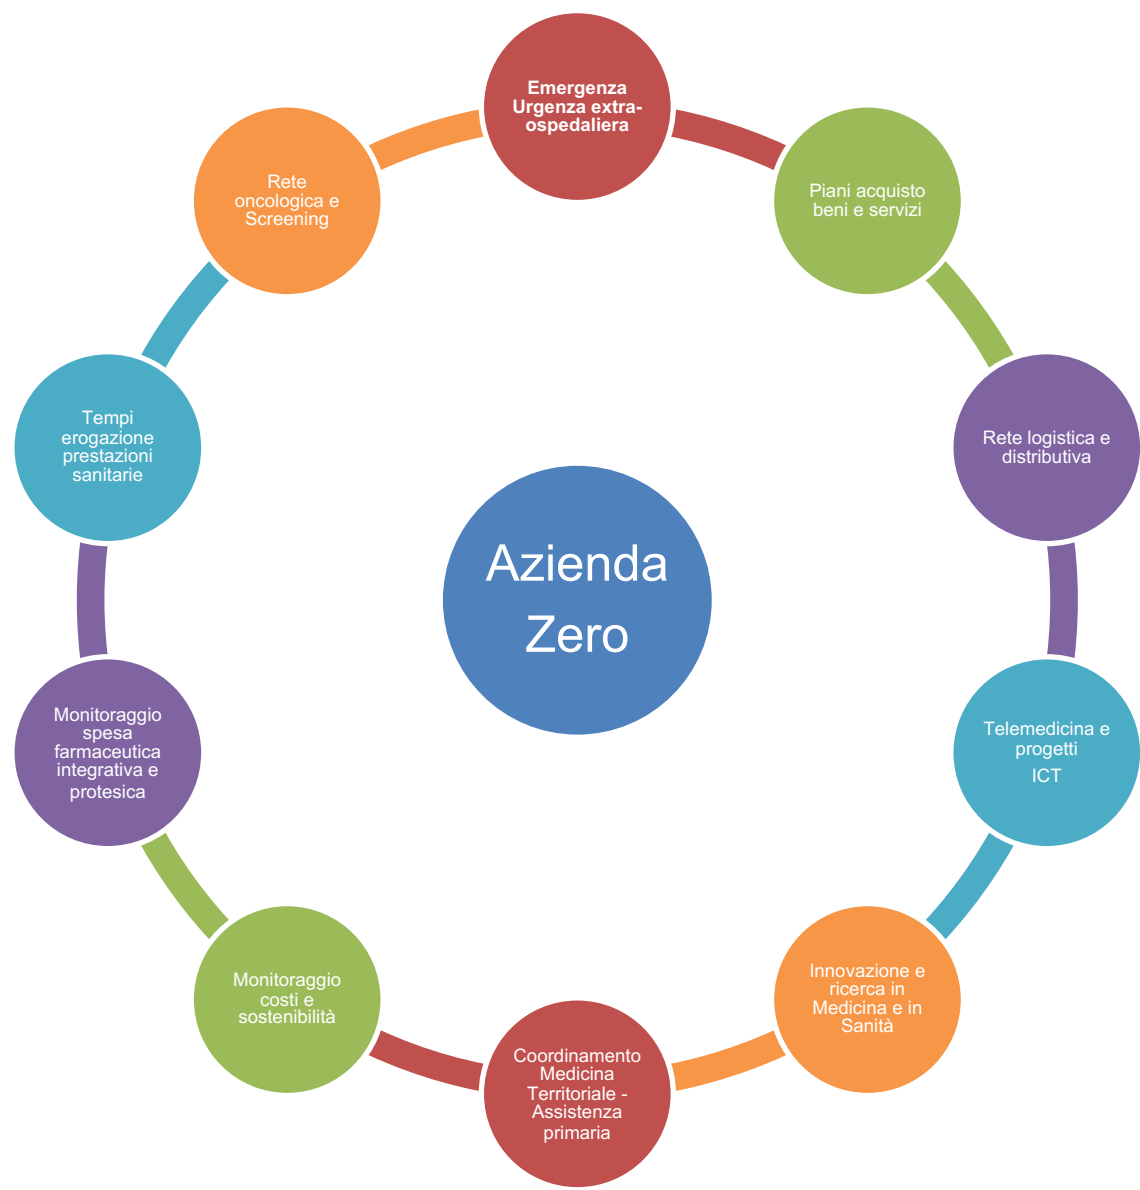 Emergenza
Urgenza extra-
ospedaliera
Piani acquisto
beni e servizi
Rete logistica e
distributiva
Telemedicina e
progetti
ICT
Innovazione e
ricerca in
Medicina e in
Sanità
Coordinamento
Medicina
Territoriale -
Assistenza
primaria
Monitoraggio
costi e
sostenibilità
Monitoraggio
spesa
farmaceutica
integrativa e
protesica
Tempi
erogazione
prestazioni
sanitarie
Rete
oncologica e
Screening
Azienda
Zero